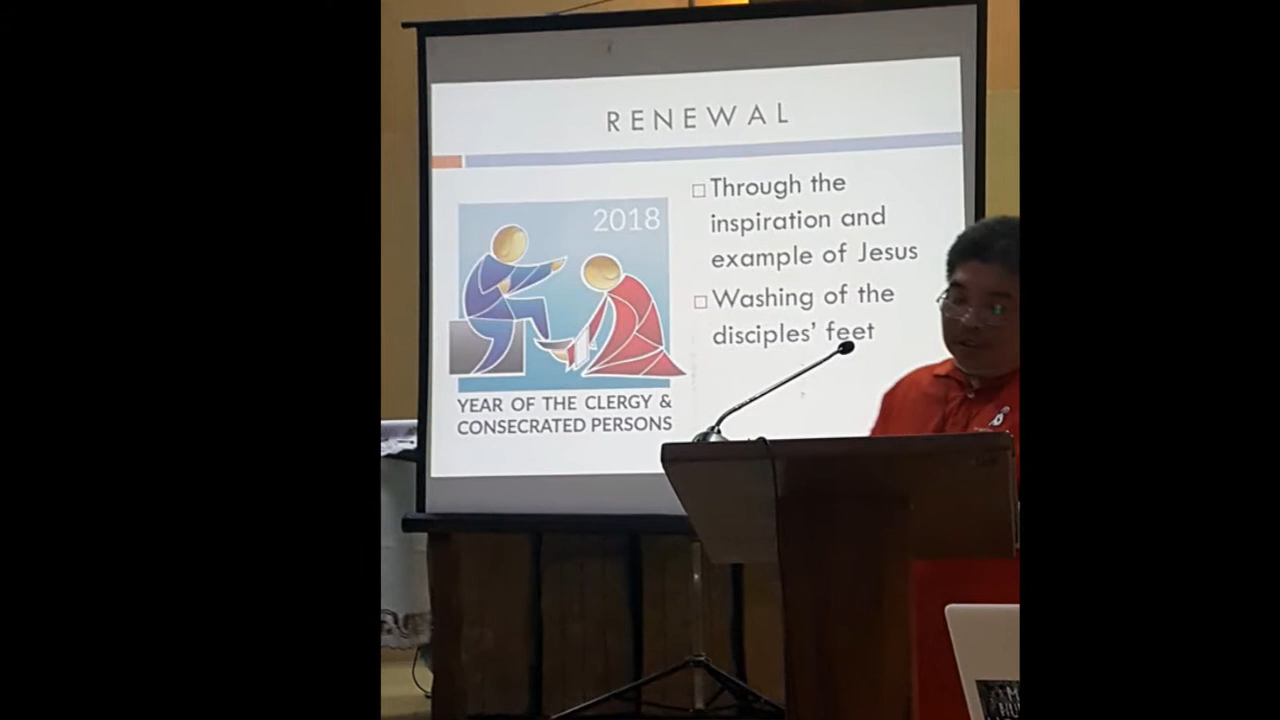 RENEWAL
2018
YEAR OF THE CLERGY &
CONSECRATED PERSONS
□ Through the
inspiration and
example of Jesus
□ Washing of the
disciples' feet